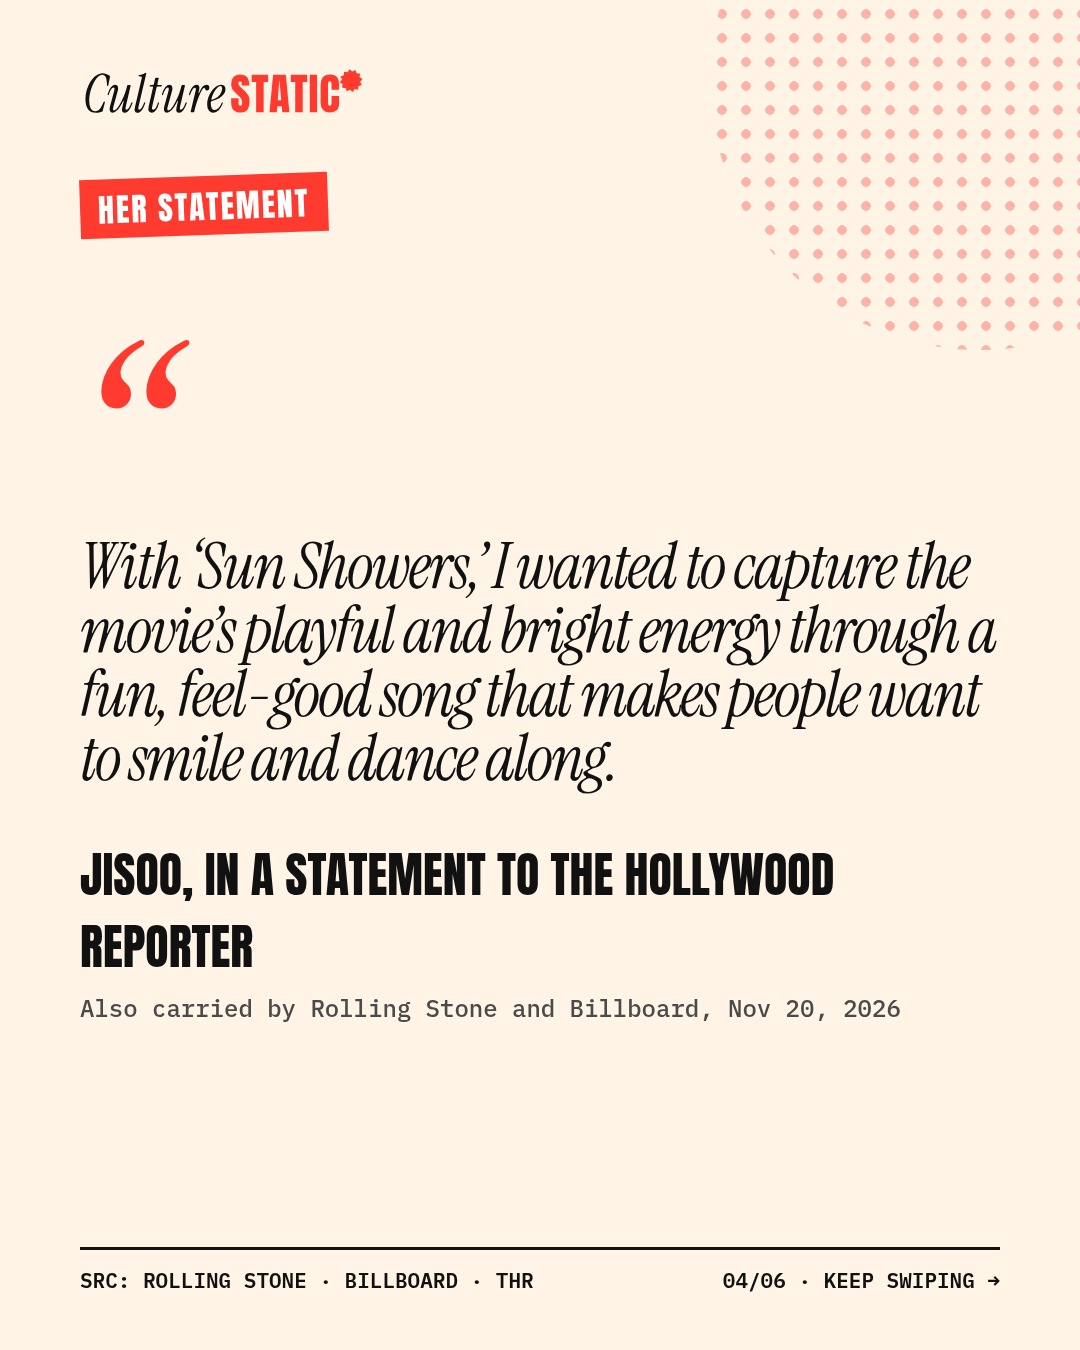 Culture STATIC
HER STATEMENT
“
With ‘Sun Showers,’ I wanted to capture the
movie’s playful and bright energy through a
fun, feel-good song that makes people want
to smile and dance along.
JISOO, IN A STATEMENT TO THE HOLLYWOOD
REPORTER
Also carried by Rolling Stone and Billboard, Nov 20, 2026
SRC: ROLLING STONE · BILLBOARD · THR
04/06 · KEEP SWIPING →